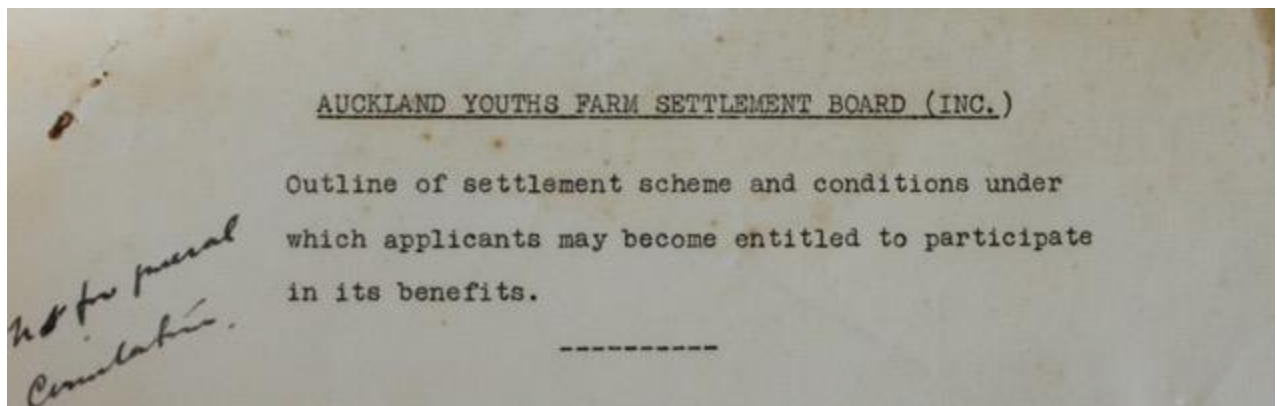 AUCKLAND YOUTHS FARM SETTLEMENT BOARD (INC.)
Outline of settlement scheme and conditions under
which applicants may become entitled to participate
in its benefits.
----------
Not for general
Circulation.